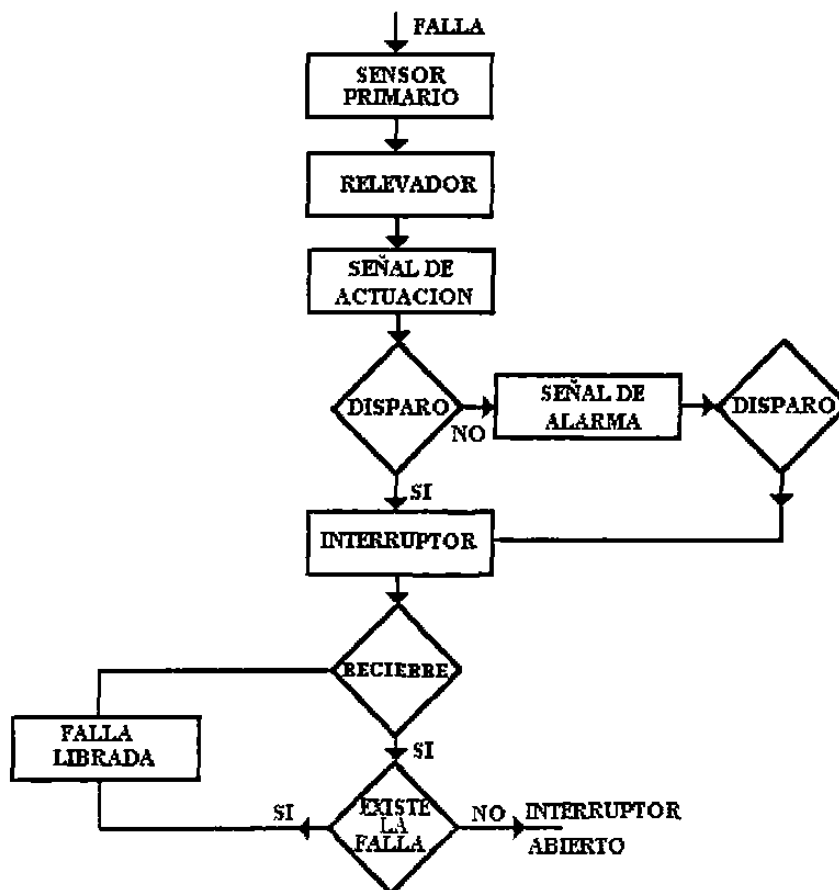 FALLA
SENSOR
PRIMARIO
RELEVADOR
SEÑAL DE
ACTUACION
DISPARO
NO
SEÑAL DE
ALARMA
DISPARO
SI
INTERRUPTOR
RECIERRE
FALLA
LIBRADA
SI
EXISTE
LA
FALLA
SI
NO
INTERRUPTOR
ABIERTO